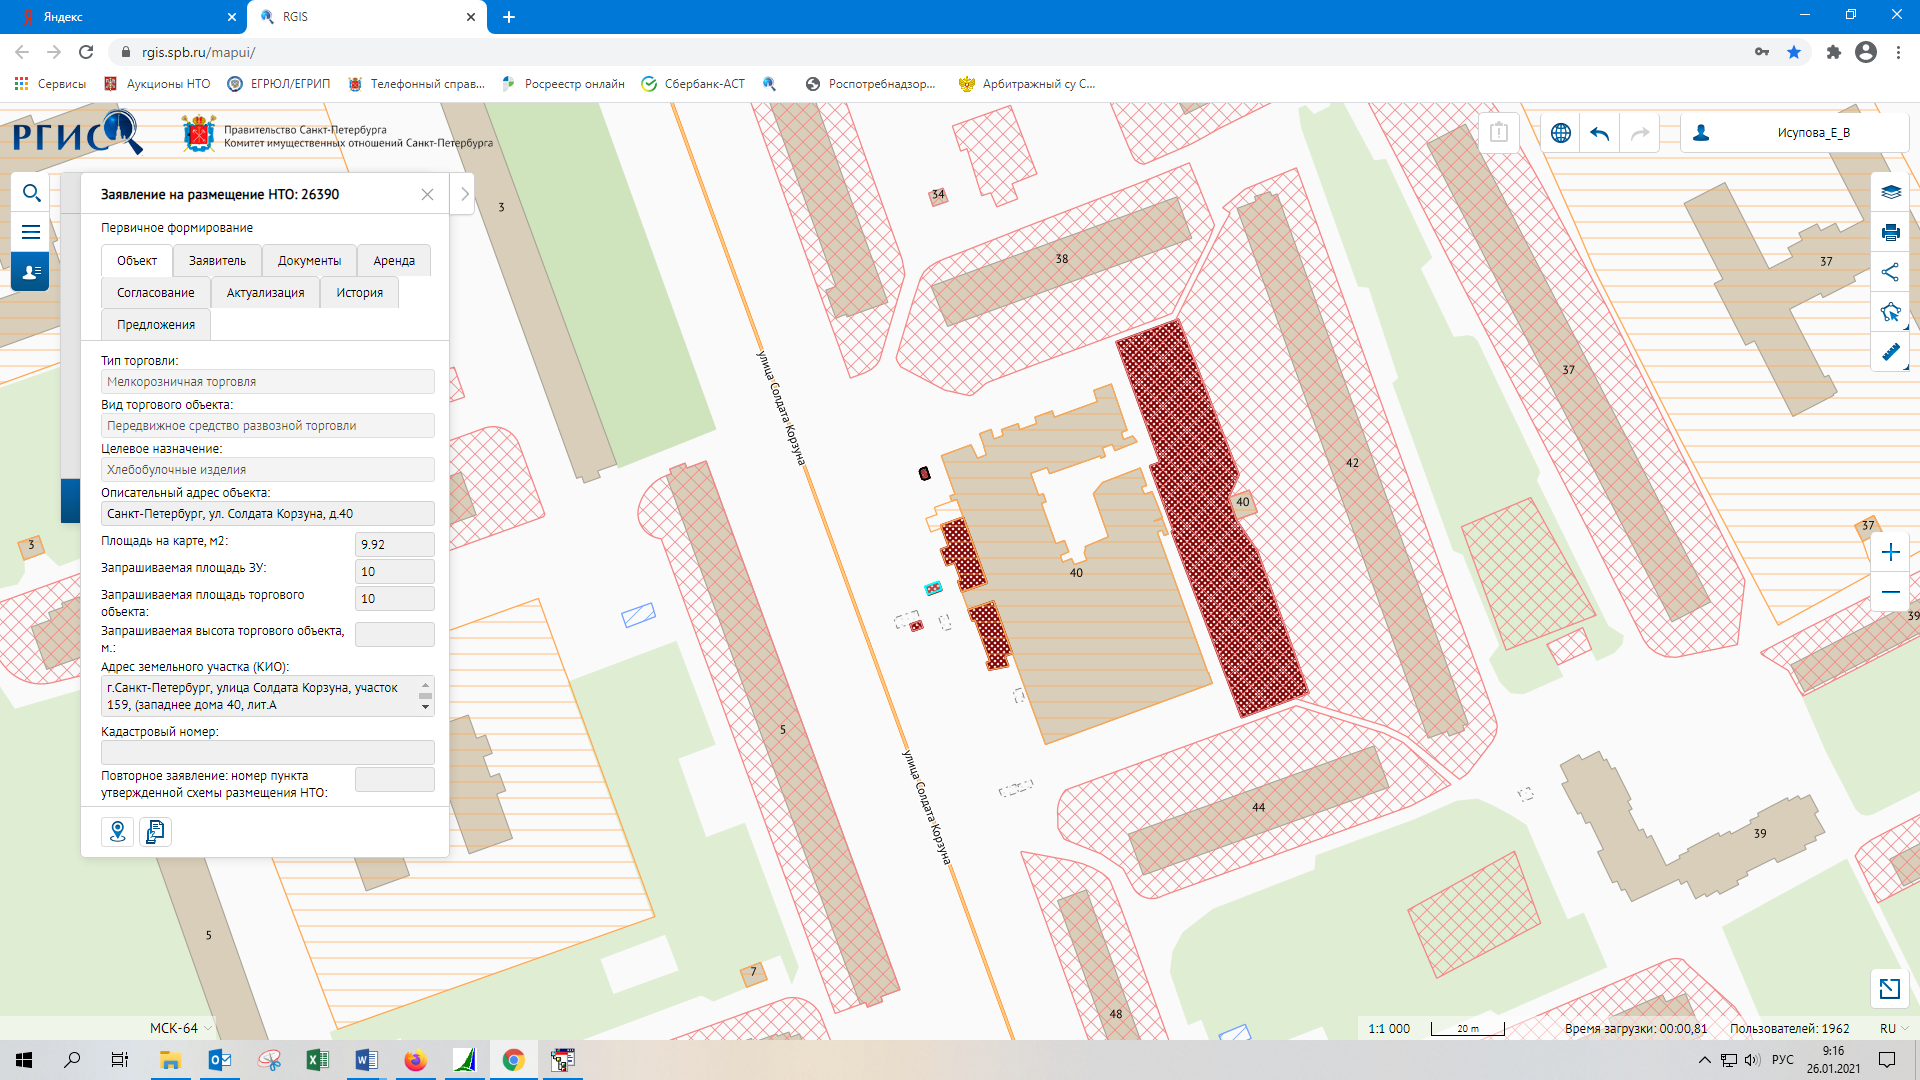 Яндекс
RGIS
rgis.spb.ru/mapui/
Сервисы
Аукционы НТО
ЕГРЮЛ/ЕГРИП
Телефонный справ...
Росреестр онлайн
Сбербанк-АСТ
Роспотребнадзор...
Арбитражный су С...
РГИС
Правительство Санкт-Петербурга
Комитет имущественных отношений Санкт-Петербурга
Исупова_Е_В
Заявление на размещение НТО: 26390
Первичное формирование
Объект
Заявитель
Документы
Аренда
Согласование
Актуализация
История
Предложения
Тип торговли:
Мелкорозничная торговля
Вид торгового объекта:
Передвижное средство развозной торговли
Целевое назначение:
Хлебобулочные изделия
Описательный адрес объекта:
Санкт-Петербург, ул. Солдата Корзуна, д.40
Площадь на карте, м2:
9.92
Запрашиваемая площадь ЗУ:
10
Запрашиваемая площадь торгового
объекта:
10
Запрашиваемая высота торгового объекта,
м.:
Адрес земельного участка (КИО):
г.Санкт-Петербург, улица Солдата Корзуна, участок
159, (западнее дома 40, лит.А
Кадастровый номер:
Повторное заявление: номер пункта
утвержденной схемы размещения НТО:
3
34
38
37
37
42
40
40
37
3
39
5
44
39
5
7
48
улица Солдата Корзуна
улица Солдата Корзуна
МСК-64
1:1 000
20 m
Время загрузки: 00:00,81
Пользователей: 1962
RU
РУС
9:16
26.01.2021